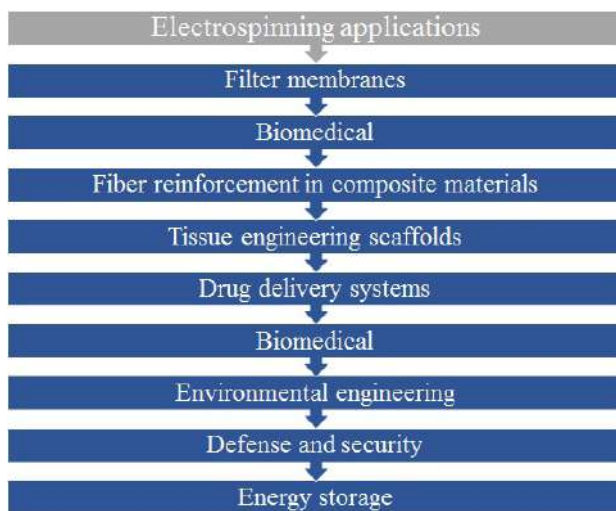 Electrospinning applications
Filter membranes
Biomedical
Fiber reinforcement in composite materials
Tissue engineering scaffolds
Drug delivery systems
Biomedical
Environmental engineering
Defense and security
Energy storage